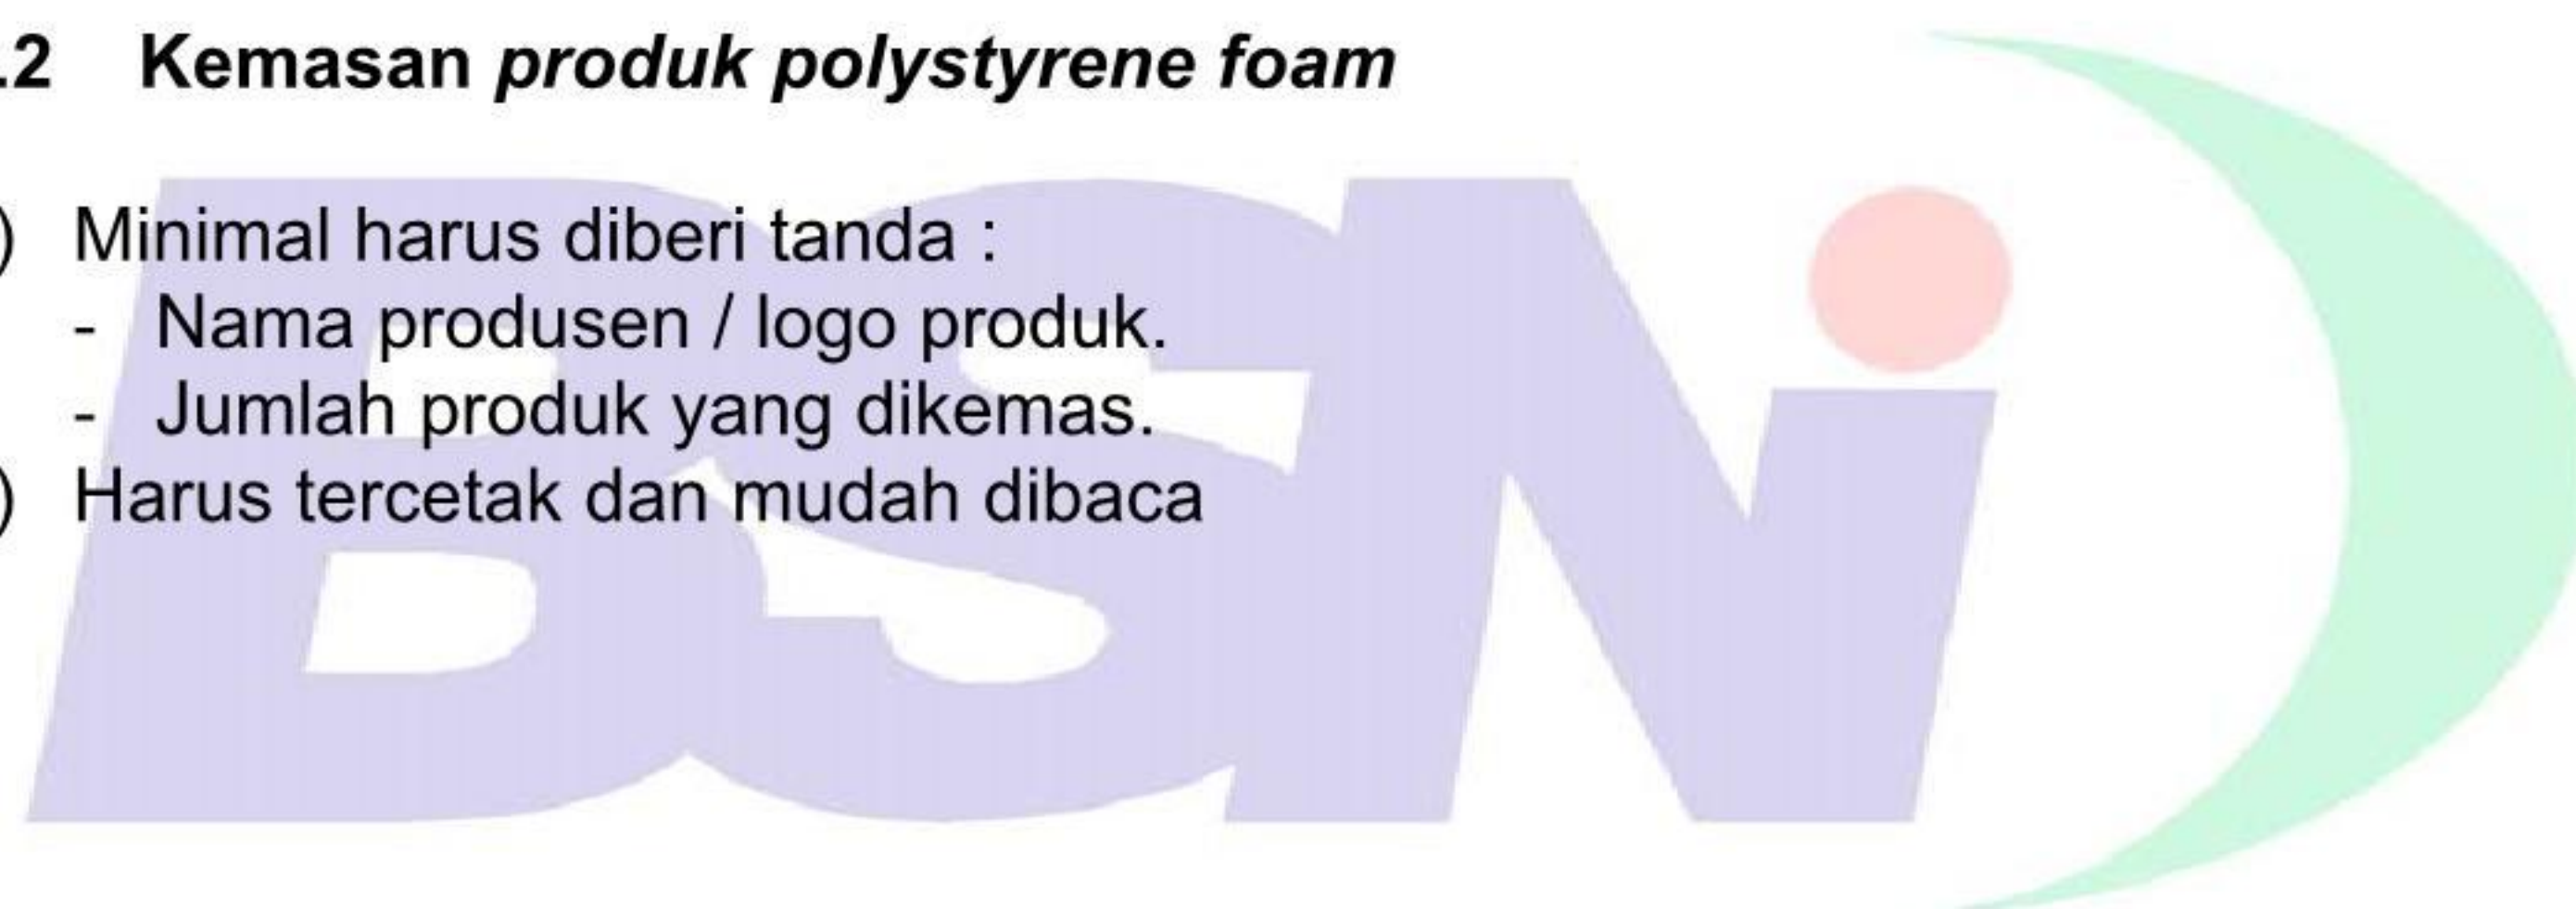 .2 Kemasan produk polystyrene foam
) Minimal harus diberi tanda :
- Nama produsen / logo produk.
- Jumlah produk yang dikemas.
) Harus tercetak dan mudah dibaca
BSNi